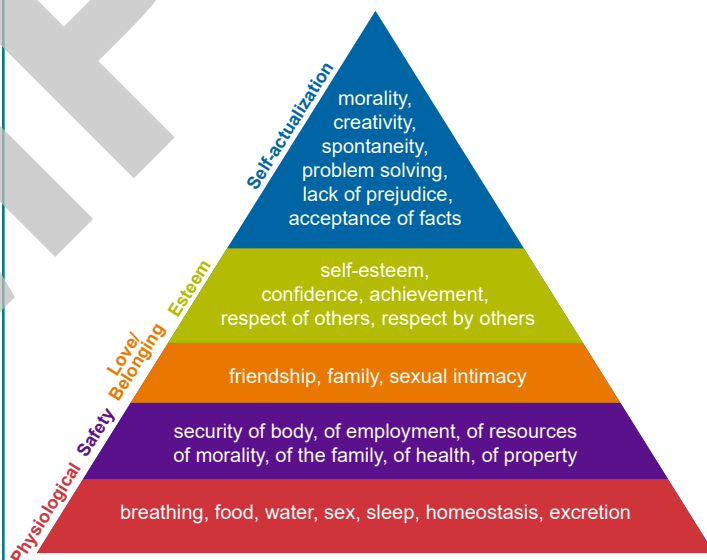 Self-actualization
morality,
creativity,
spontaneity,
problem solving,
lack of prejudice,
acceptance of facts
Esteem
self-esteem,
confidence, achievement,
respect of others, respect by others
Love/
Belonging
friendship, family, sexual intimacy
Safety
security of body, of employment, of resources
of morality, of the family, of health, of property
Physiological
breathing, food, water, sex, sleep, homeostasis, excretion